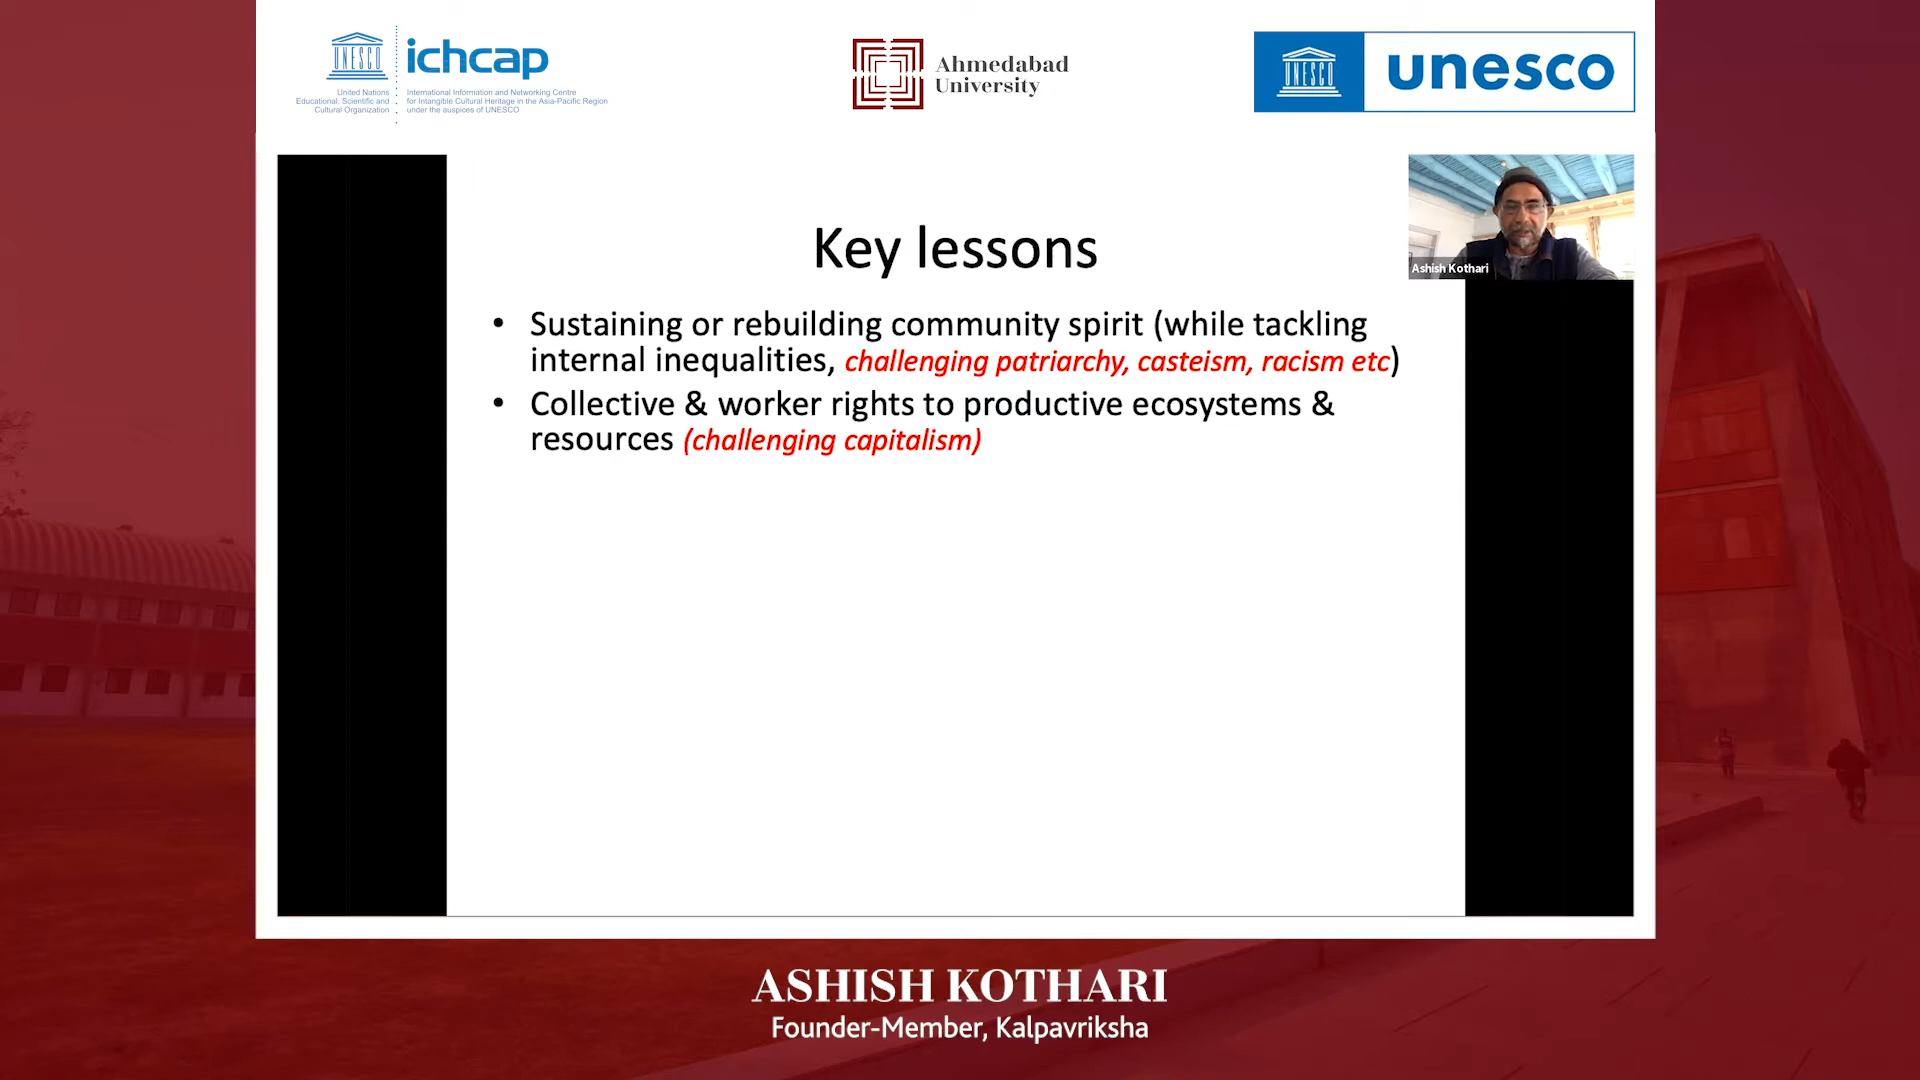 UNESCO
United Nations
Educational, Scientific and
Cultural Organization
ichcap
International Information and Networking Centre
for Intangible Cultural Heritage in the Asia-Pacific Region
under the auspices of UNESCO
Ahmedabad
University
UNESCO
unesco
Ashish Kothari
Key lessons
• Sustaining or rebuilding community spirit (while tackling
internal inequalities, challenging patriarchy, casteism, racism etc)
• Collective & worker rights to productive ecosystems &
resources (challenging capitalism)
ASHISH KOTHARI
Founder-Member, Kalpavriksha